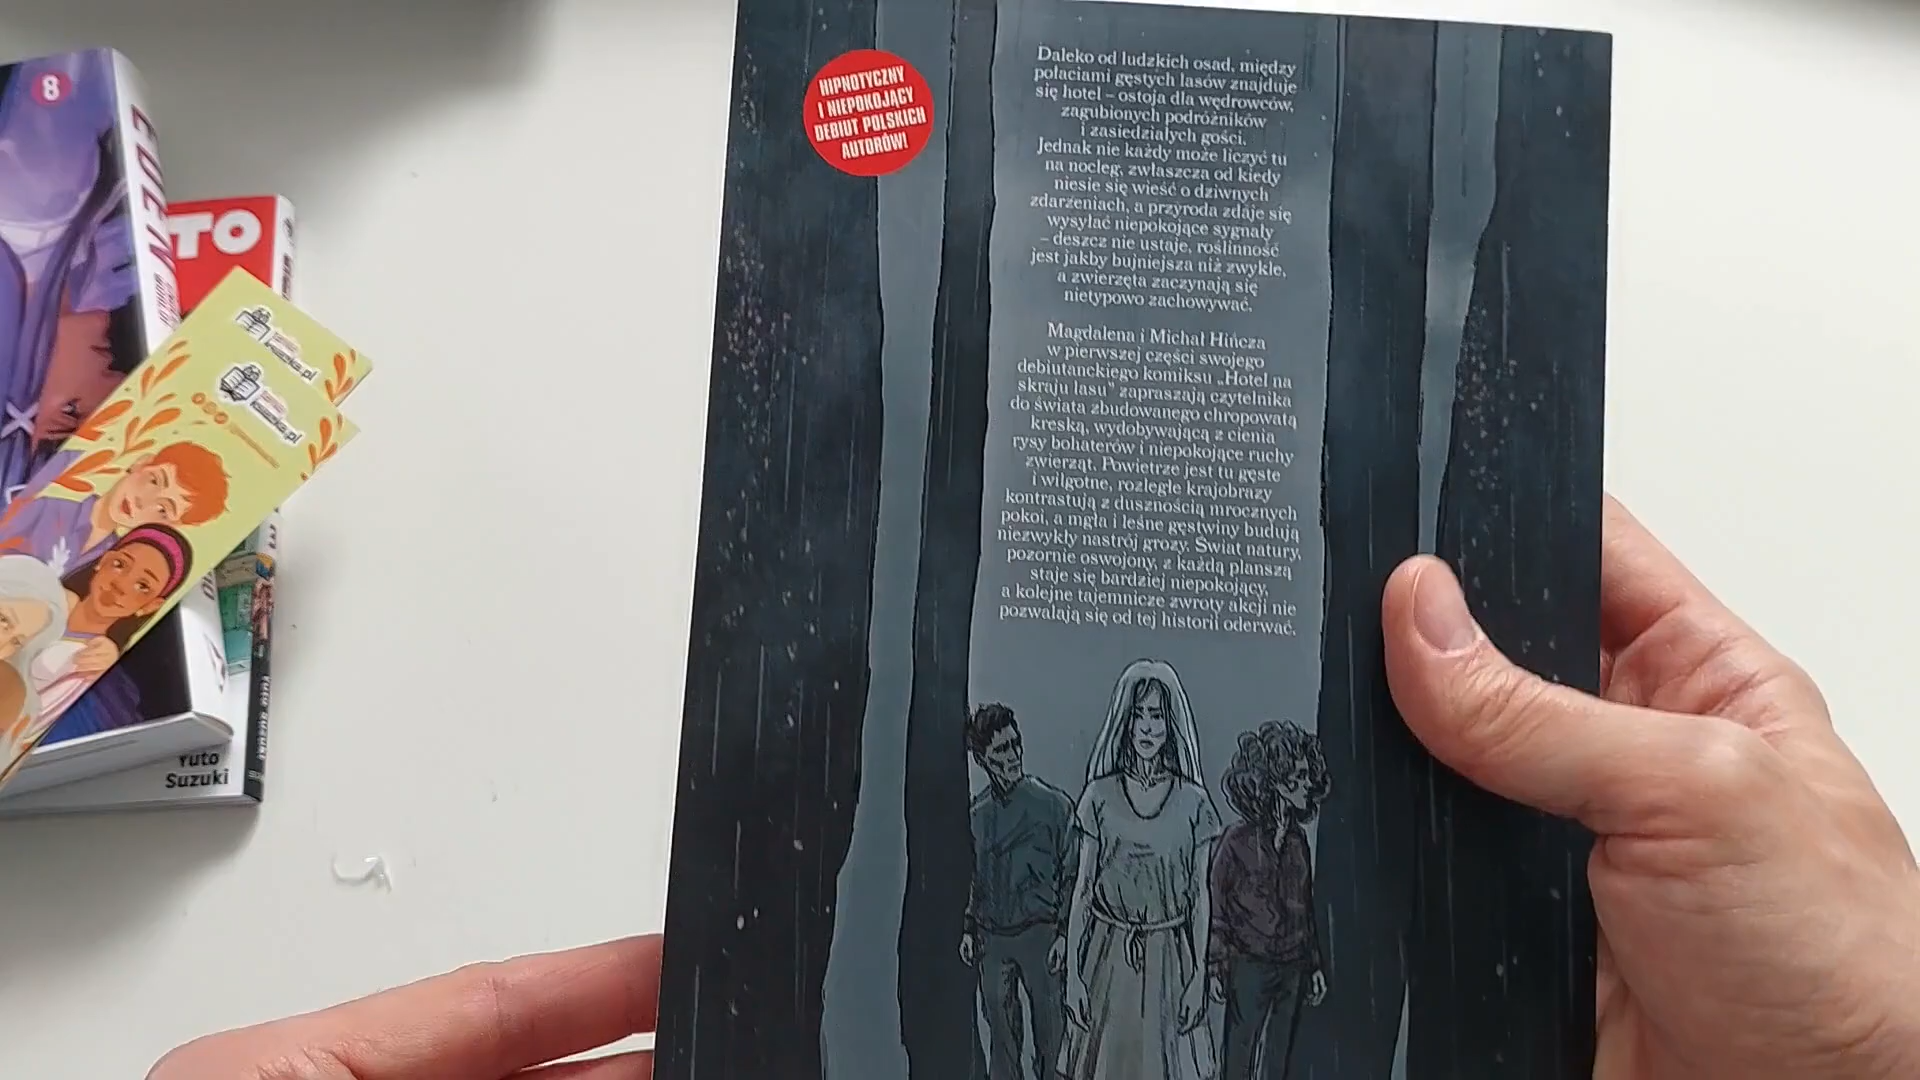 HIPNOTYCZNY
I NIEPOKOJĄCY
DEBIUT POLSKICH
AUTORÓW!
Daleko od ludzkich osad, między
połaciami gęstych lasów znajduje
się hotel – ostoja dla wędrowców,
zagubionych podróżników
i zasiedziałych gości.
Jednak nie każdy może liczyć tu
na nocleg, zwłaszcza od kiedy
niesie się wieść o dziwnych
zdarzeniach, a przyroda zdaje się
wysyłać niepokojące sygnały
– deszcz nie ustaje, roślinność
jest jakby bujniejsza niż zwykle,
a zwierzęta zaczynają się
nietypowo zachowywać.
Magdalena i Michał Hińcza
w pierwszej części swojego
debiutanckiego komiksu „Hotel na
skraju lasu” zapraszają czytelnika
do świata zbudowanego chropowatą
kreską, wydobywającą z cienia
rysy bohaterów i niepokojące ruchy
zwierząt. Powietrze jest tu gęste
i wilgotne, rozległe krajobrazy
kontrastują z dusznością mrocznych
pokoi, a mgła i leśne gęstwiny budują
niezwykły nastrój grozy. Świat natury,
pozornie oswojony, z każdą planszą
staje się bardziej niepokojący,
a kolejne tajemnicze zwroty akcji nie
pozwalają się od tej historii oderwać.
8
EDEN
TO
Yuto
Suzuki
YUTO SUZUKI